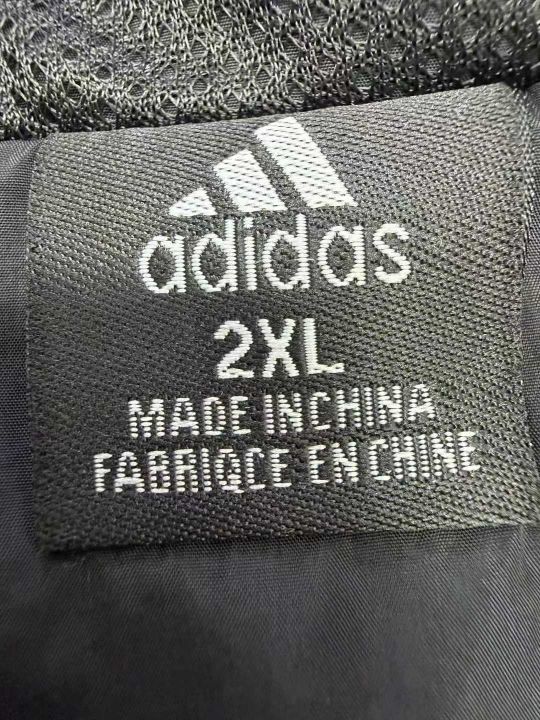 adidas
2XL
MADE IN CHINA
FABRIQCE EN CHINE